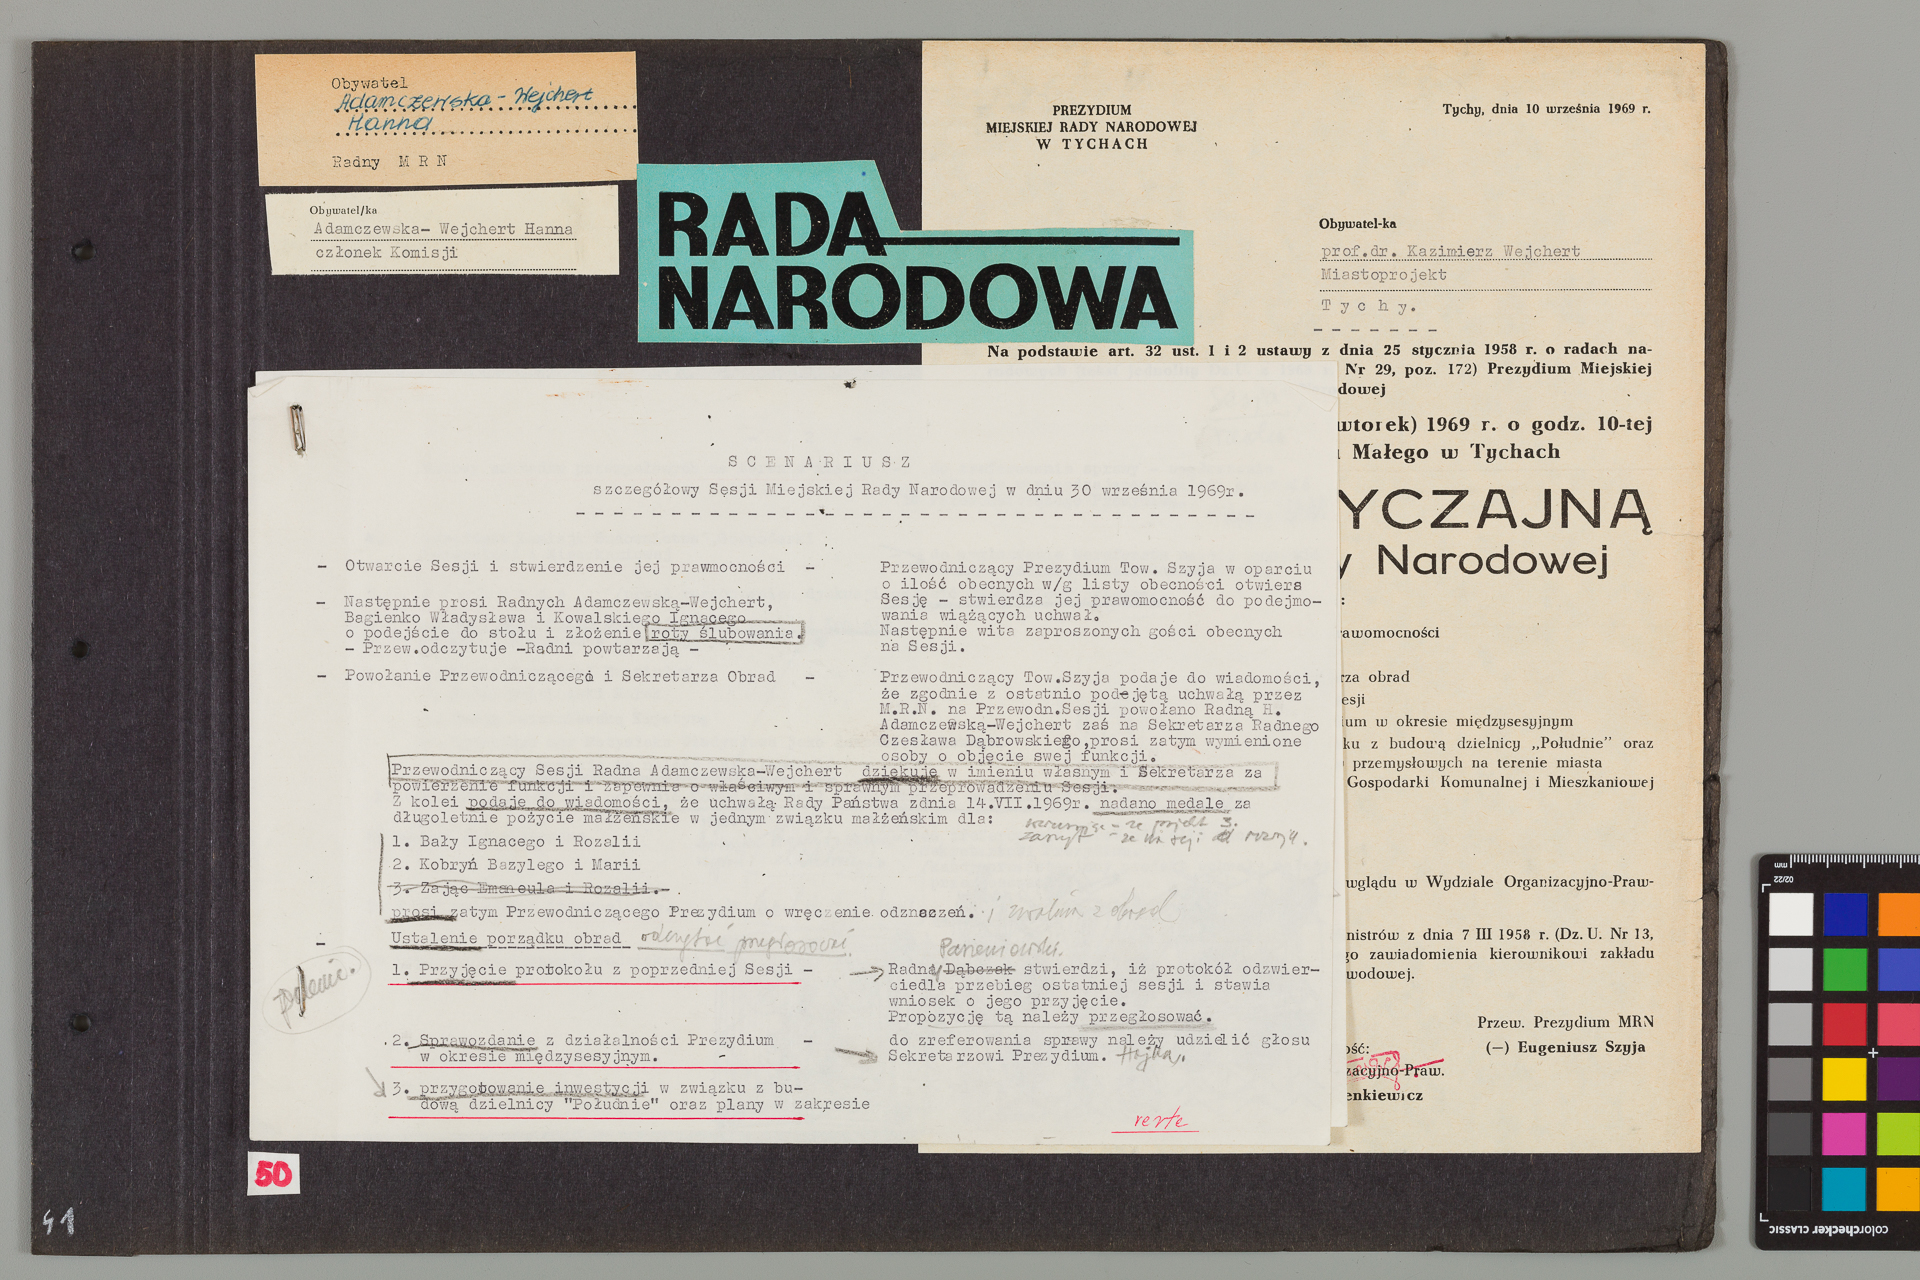 Obywatel
Adamczewska - Wejchert
Hanna
Radny M R N
Obywatel/ka
Adamczewska- Wejchert Hanna
członek Komisji
RADA
NARODOWA
PREZYDIUM
MIEJSKIEJ RADY NARODOWEJ
W TYCHACH
Tychy, dnia 10 września 1969 r.
Obywatel-ka
prof.dr. Kazimierz Wejchert
Miastoprojekt
T y c h y.
Na podstawie art. 32 ust. 1 i 2 ustawy z dnia 25 stycznia 1958 r. o radach na-
Nr 29, poz. 172) Prezydium Miejskiej
dowej
wtorek) 1969 r. o godz. 10-tej
Małego w Tychach
YCZAJNĄ
y Narodowej
:
rawomocności
rza obrad
esji
ium w okresie międzysesyjnym
ku z budową dzielnicy „Południe" oraz
przemysłowych na terenie miasta
Gospodarki Komunalnej i Mieszkaniowej
wglądu w Wydziale Organizacyjno-Praw-
nistrów z dnia 7 III 1958 r. (Dz. U. Nr 13,
go zawiadomienia kierownikowi zakładu
wodowej.
Przew. Prezydium MRN
(—) Eugeniusz Szyja
ość:
zacyjno-Praw.
enkiewicz
S C E N A R I U S Z
szczegółowy Sesji Miejskiej Rady Narodowej w dniu 30 września 1969r.
- Otwarcie Sesji i stwierdzenie jej prawmocności -
Przewodniczący Prezydium Tow. Szyja w oparciu
o ilość obecnych w/g listy obecności otwiera
Sesję - stwierdza jej prawomocność do podejmo-
wania wiążących uchwał.
Następnie wita zaproszonych gości obecnych
na Sesji.
- Następnie prosi Radnych Adamczewską-Wejchert,
Bagienko Władysława i Kowalskiego Ignacego
o podejście do stołu i złożenie roty ślubowania.
- Przew.odczytuje -Radni powtarzają -
- Powołanie Przewodniczącego i Sekretarza Obrad -
Przewodniczący Tow.Szyja podaje do wiadomości,
że zgodnie z ostatnio podejętą uchwałą przez
M.R.N. na Przewodn.Sesji powołano Radną H.
Adamczewską-Wejchert zaś na Sekretarza Radnego
Czesława Dąbrowskiego,prosi zatym wymienione
osoby o objęcie swej funkcji.
Przewodniczący Sesji Radna Adamczewska-Wejchert dziękuję w imieniu własnym i Sekretarza za
powierzenie funkcji i zapewnia o właściwym i sprawnym przeprowadzeniu Sesji.
Z kolei podaje do wiadomości, że uchwałą Rady Państwa zdnia 14.VII.1969r. nadano medale za
długoletnie pożycie małżeńskie w jednym związku małżeńskim dla:
1. Bały Ignacego i Rozalii
2. Kobryń Bazylego i Marii
3. Zając Emanuela i Rozalii.-
prosi zatym Przewodniczącego Prezydium o wręczenie odznaczeń.
- Ustalenie porządku obrad odczytać przegłosować.
1. Przyjęcie protokołu z poprzedniej Sesji -
Radny Dąbczak stwierdzi, iż protokół odzwier-
ciedla przebieg ostatniej sesji i stawia
wniosek o jego przyjęcie.
Propozycję tą należy przegłosować.
2. Sprawozdanie z działalności Prezydium -
w okresie międzysesyjnym.
do zreferowania sprawy należy udzielić głosu
Sekretarzowi Prezydium. Hajka.
3. przygotowanie inwestycji w związku z bu-
dową dzielnicy "Południe" oraz plany w zakresie
verte
50
41
mm
colorchecker CLASSIC